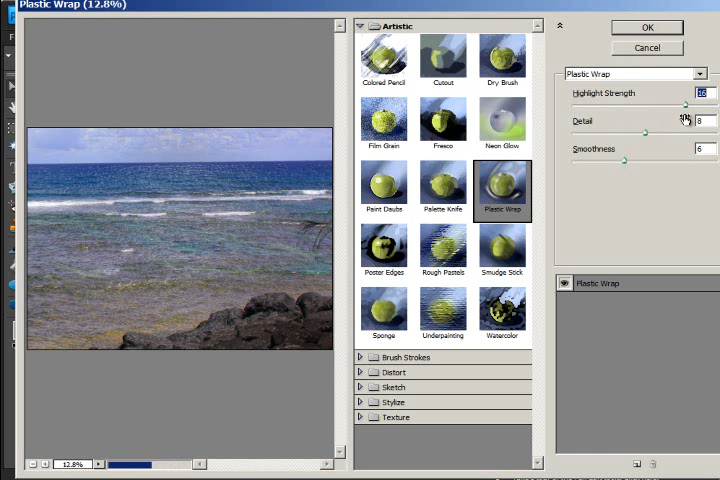 Plastic Wrap (12.8%)
Artistic
Colored Pencil
Cutout
Dry Brush
Film Grain
Fresco
Neon Glow
Paint Daubs
Palette Knife
Plastic Wrap
Poster Edges
Rough Pastels
Smudge Stick
Sponge
Underpainting
Watercolor
Brush Strokes
Distort
Sketch
Stylize
Texture
12.8%
OK
Cancel
Plastic Wrap
Highlight Strength
16
Detail
8
Smoothness
6
Plastic Wrap